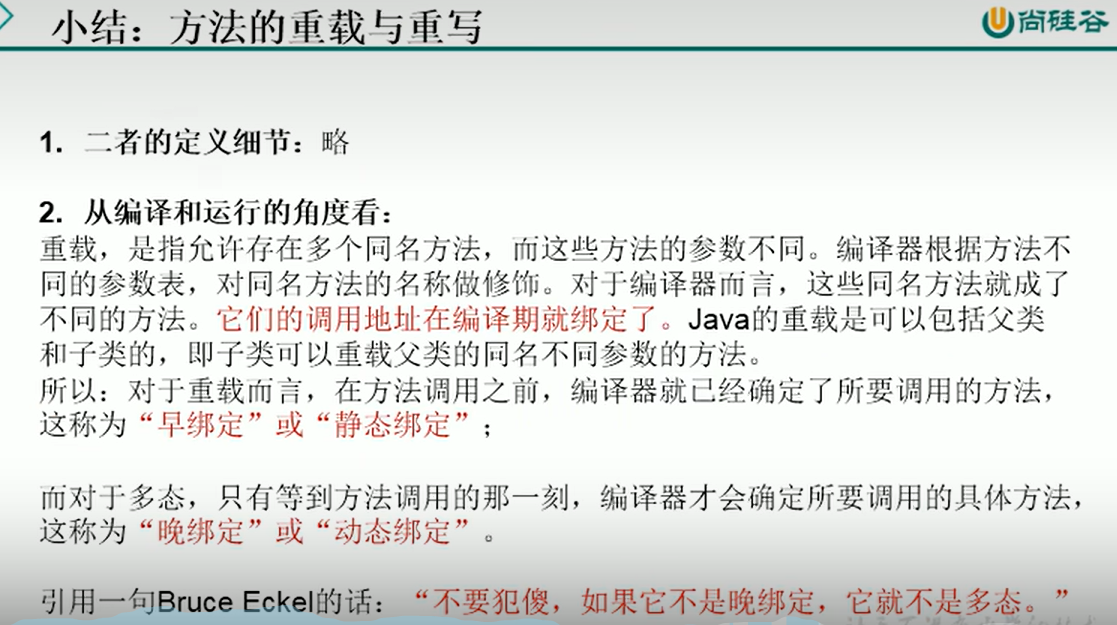 小结：方法的重载与重写
尚硅谷
1. 二者的定义细节：略
2. 从编译和运行的角度看：
重载，是指允许存在多个同名方法，而这些方法的参数不同。编译器根据方法不
同的参数表，对同名方法的名称做修饰。对于编译器而言，这些同名方法就成了
不同的方法。它们的调用地址在编译期就绑定了。Java的重载是可以包括父类
和子类的，即子类可以重载父类的同名不同参数的方法。
所以：对于重载而言，在方法调用之前，编译器就已经确定了所要调用的方法，
这称为“早绑定”或“静态绑定”；
而对于多态，只有等到方法调用的那一刻，编译器才会确定所要调用的具体方法，
这称为“晚绑定”或“动态绑定”。
引用一句Bruce Eckel的话：“不要犯傻，如果它不是晚绑定，它就不是多态。”